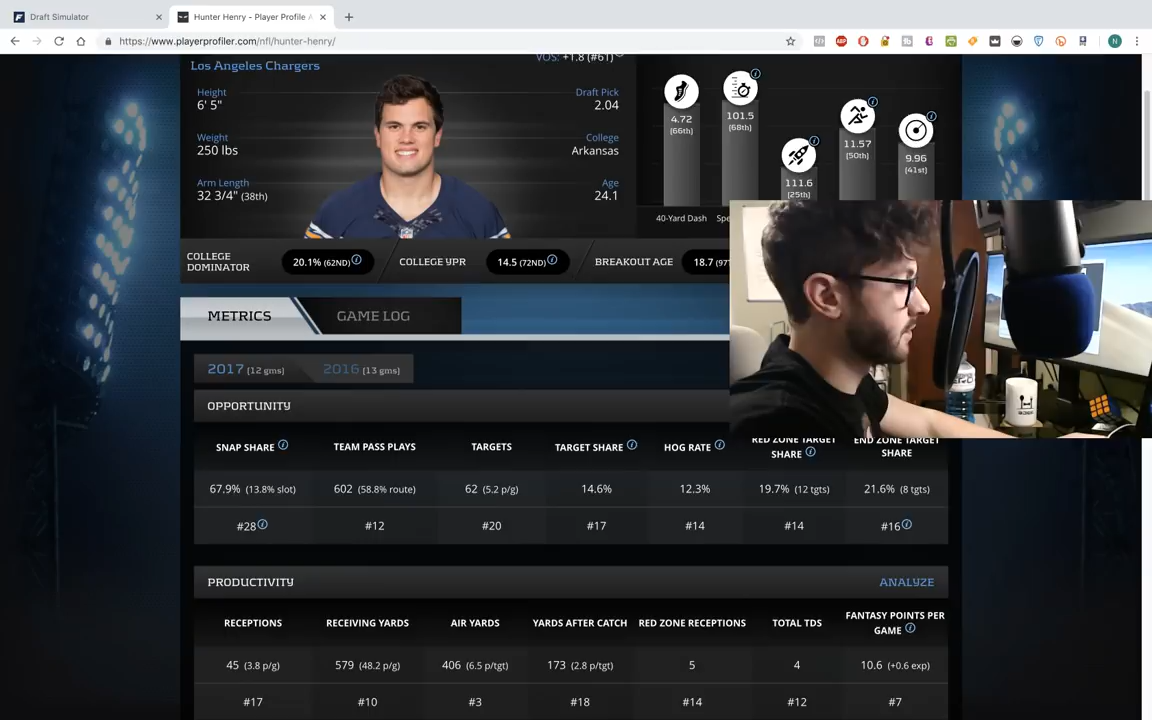 Draft Simulator
Hunter Henry - Player Profile A
https://www.playerprofiler.com/nfl/hunter-henry/
N
Los Angeles Chargers
VOS: +1.8 (#61)
Height
6' 5"
Draft Pick
2.04
Weight
250 lbs
College
Arkansas
Arm Length
32 3/4" (38th)
Age
24.1
4.72
(66th)
101.5
(68th)
111.6
(25th)
11.57
(50th)
9.96
(41st)
40-Yard Dash
COLLEGE DOMINATOR
20.1% (62ND)
COLLEGE YPR
14.5 (72ND)
BREAKOUT AGE
18.7
METRICS
GAME LOG
2017 (12 gms)
2016 (13 gms)
OPPORTUNITY
SNAP SHARE
TEAM PASS PLAYS
TARGETS
TARGET SHARE
HOG RATE
RED ZONE TARGET
SHARE
END ZONE TARGET
SHARE
67.9% (13.8% slot)
602 (58.8% route)
62 (5.2 p/g)
14.6%
12.3%
19.7% (12 tgts)
21.6% (8 tgts)
#28
#12
#20
#17
#14
#14
#16
PRODUCTIVITY
ANALYZE
RECEPTIONS
RECEIVING YARDS
AIR YARDS
YARDS AFTER CATCH
RED ZONE RECEPTIONS
TOTAL TDS
FANTASY POINTS PER
GAME
45 (3.8 p/g)
579 (48.2 p/g)
406 (6.5 p/tgt)
173 (2.8 p/tgt)
5
4
10.6 (+0.6 exp)
#17
#10
#3
#18
#14
#12
#7